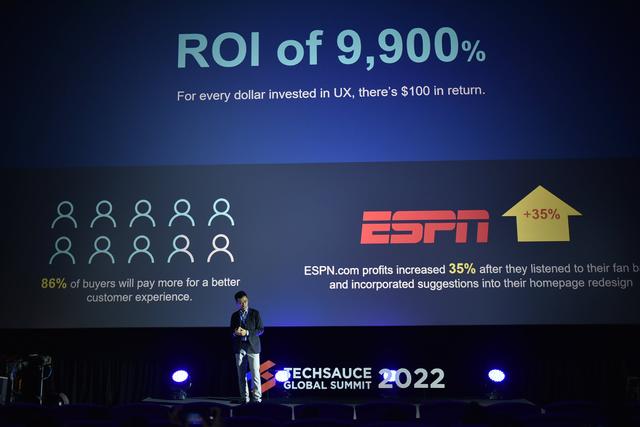 ROI of 9,900%
For every dollar invested in UX, there's $100 in return.
ESPN
+35%
86% of buyers will pay more for a better
customer experience.
ESPN.com profits increased 35% after they listened to their fan b
and incorporated suggestions into their homepage redesign
TECHSAUCE
GLOBAL SUMMIT 2022